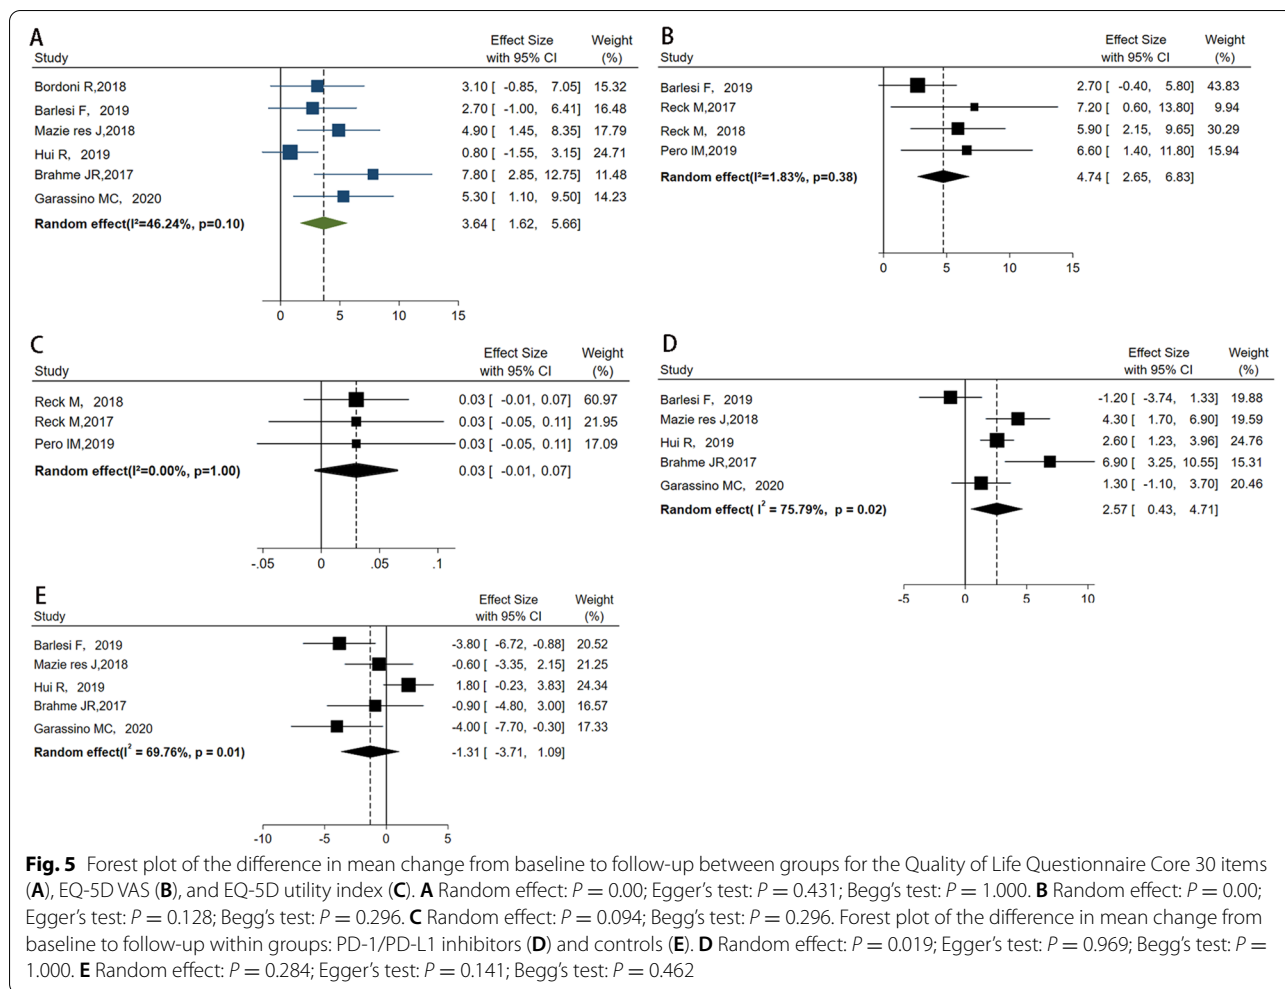 A
Effect Size Weight
Study with 95% CI (%)
Bordoni R,2018 3.10 [ -0.85, 7.05] 15.32
Barlesi F, 2019 2.70 [ -1.00, 6.41] 16.48
Mazie res J,2018 4.90 [ 1.45, 8.35] 17.79
Hui R, 2019 0.80 [ -1.55, 3.15] 24.71
Brahme JR,2017 7.80 [ 2.85, 12.75] 11.48
Garassino MC, 2020 5.30 [ 1.10, 9.50] 14.23
Random effect(I²=46.24%, p=0.10) 3.64 [ 1.62, 5.66]
0 5 10 15
B
Effect Size Weight
Study with 95% CI (%)
Barlesi F, 2019 2.70 [ -0.40, 5.80] 43.83
Reck M,2017 7.20 [ 0.60, 13.80] 9.94
Reck M, 2018 5.90 [ 2.15, 9.65] 30.29
Pero lM,2019 6.60 [ 1.40, 11.80] 15.94
Random effect(I²=1.83%, p=0.38) 4.74 [ 2.65, 6.83]
0 5 10 15
C
Effect Size Weight
Study with 95% CI (%)
Reck M, 2018 0.03 [ -0.01, 0.07] 60.97
Reck M,2017 0.03 [ -0.05, 0.11] 21.95
Pero lM,2019 0.03 [ -0.05, 0.11] 17.09
Random effect(I²=0.00%, p=1.00) 0.03 [ -0.01, 0.07]
-.05 0 .05 .1
D
Effect Size Weight
Study with 95% CI (%)
Barlesi F, 2019 -1.20 [ -3.74, 1.33] 19.88
Mazie res J,2018 4.30 [ 1.70, 6.90] 19.59
Hui R, 2019 2.60 [ 1.23, 3.96] 24.76
Brahme JR,2017 6.90 [ 3.25, 10.55] 15.31
Garassino MC, 2020 1.30 [ -1.10, 3.70] 20.46
Random effect( I² = 75.79%, p = 0.02) 2.57 [ 0.43, 4.71]
-5 0 5 10
E
Effect Size Weight
Study with 95% CI (%)
Barlesi F, 2019 -3.80 [ -6.72, -0.88] 20.52
Mazie res J,2018 -0.60 [ -3.35, 2.15] 21.25
Hui R, 2019 1.80 [ -0.23, 3.83] 24.34
Brahme JR,2017 -0.90 [ -4.80, 3.00] 16.57
Garassino MC, 2020 -4.00 [ -7.70, -0.30] 17.33
Random effect(I² = 69.76%, p = 0.01) -1.31 [ -3.71, 1.09]
-10 -5 0 5
Fig. 5 Forest plot of the difference in mean change from baseline to follow-up between groups for the Quality of Life Questionnaire Core 30 items
(A), EQ-5D VAS (B), and EQ-5D utility index (C). A Random effect: P = 0.00; Egger’s test: P = 0.431; Begg’s test: P = 1.000. B Random effect: P = 0.00;
Egger’s test: P = 0.128; Begg’s test: P = 0.296. C Random effect: P = 0.094; Begg’s test: P = 0.296. Forest plot of the difference in mean change from
baseline to follow-up within groups: PD-1/PD-L1 inhibitors (D) and controls (E). D Random effect: P = 0.019; Egger’s test: P = 0.969; Begg’s test: P =
1.000. E Random effect: P = 0.284; Egger’s test: P = 0.141; Begg’s test: P = 0.462